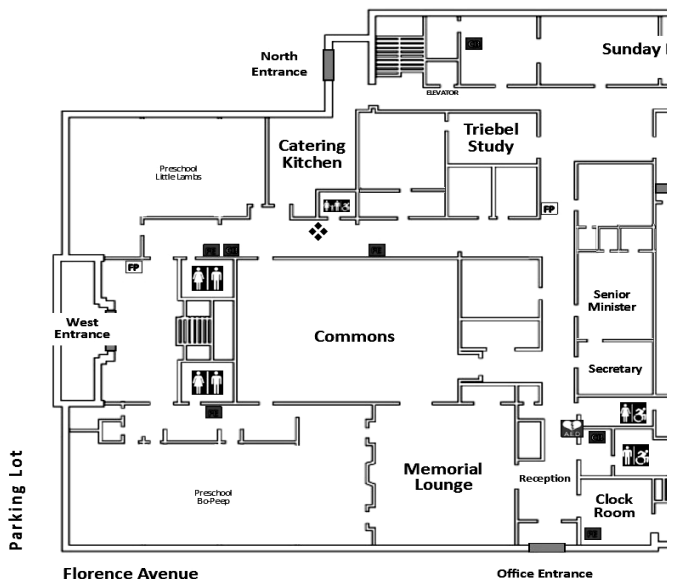 North
Entrance
Sunday
ELEVATOR
Catering
Kitchen
Triebel
Study
Preschool
Little Lambs
FP
FP
West
Entrance
Commons
Senior
Minister
Secretary
AED
Memorial
Lounge
Reception
Preschool
Bo-Peep
Clock
Room
Parking Lot
Florence Avenue
Office Entrance